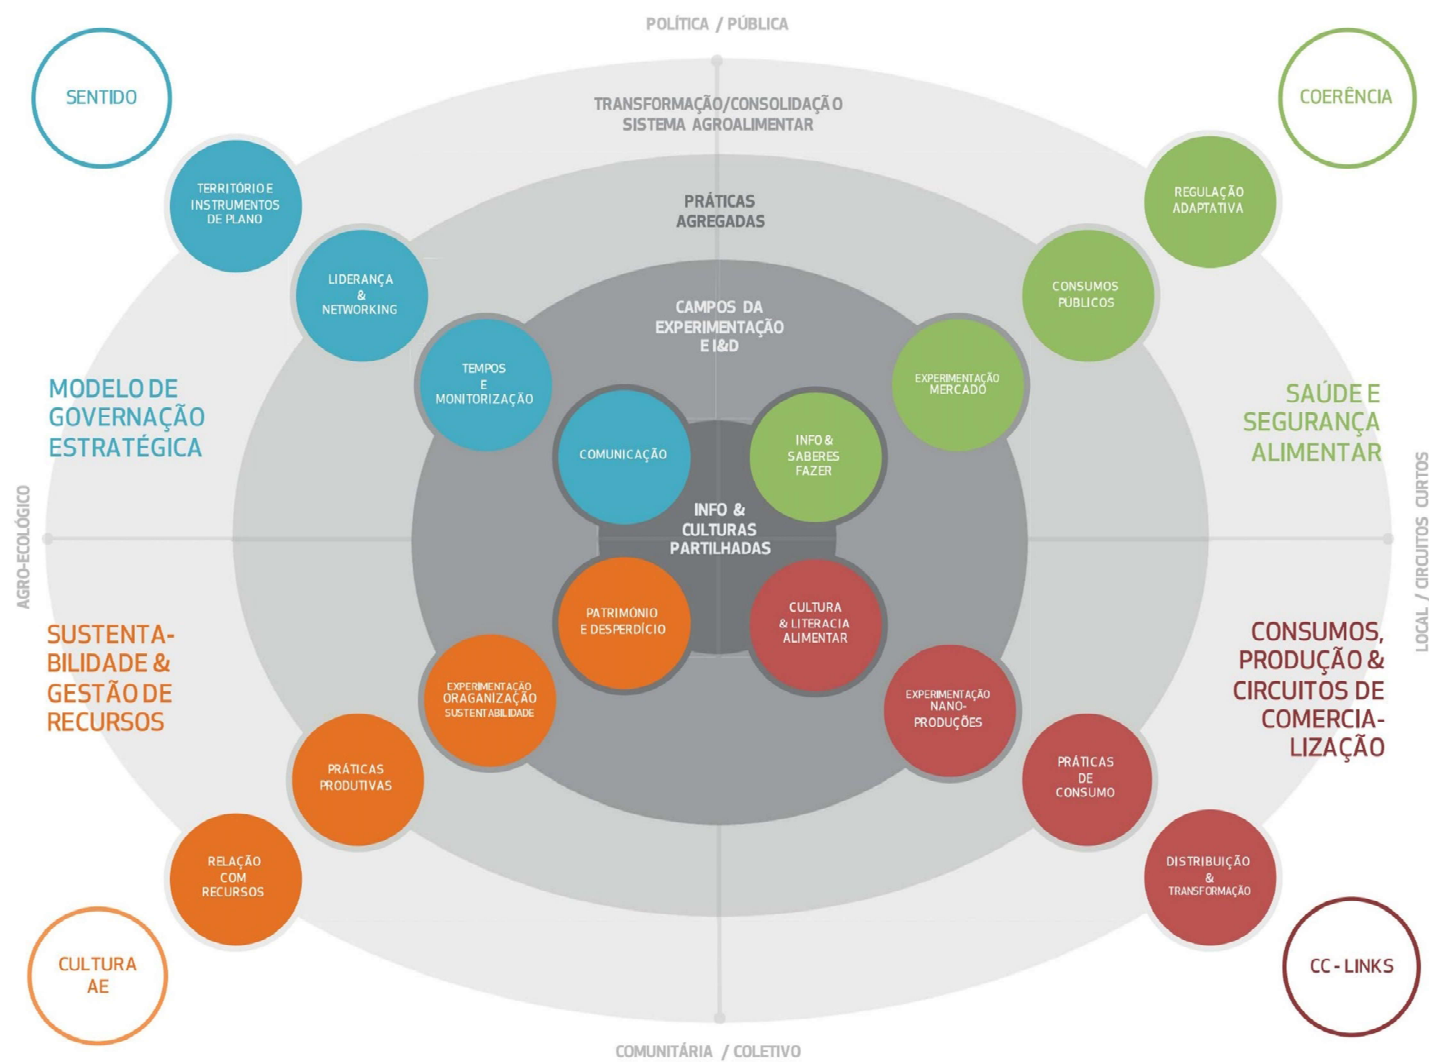 POLÍTICA / PÚBLICA
SENTIDO
COERÊNCIA
TRANSFORMAÇÃO/CONSOLIDAÇÃO
SISTEMA AGROALIMENTAR
TERRITÓRIO E
INSTRUMENTOS
DE PLANO
REGULAÇÃO
ADAPTATIVA
PRÁTICAS
AGREGADAS
LIDERANÇA
&
NETWORKING
CONSUMOS
PÚBLICOS
CAMPOS DA
EXPERIMENTAÇÃO
E I&D
TEMPOS
E
MONITORIZAÇÃO
EXPERIMENTAÇÃO
MERCADO
MODELO DE
GOVERNAÇÃO
ESTRATÉGICA
SAÚDE E
SEGURANÇA
ALIMENTAR
COMUNICAÇÃO
INFO &
SABERES
FAZER
INFO &
CULTURAS
PARTILHADAS
AGRO-ECOLÓGICO
LOCAL / CIRCUITOS CURTOS
PATRIMÓNIO
E DESPERDÍCIO
CULTURA
& LITERACIA
ALIMENTAR
SUSTENTA-
BILIDADE &
GESTÃO DE
RECURSOS
CONSUMOS,
PRODUÇÃO &
CIRCUITOS DE
COMERCIA-
LIZAÇÃO
EXPERIMENTAÇÃO
ORAGANIZAÇÃO
SUSTENTABILIDADE
EXPERIMENTAÇÃO
NANO-
PRODUÇÕES
PRÁTICAS
PRODUTIVAS
PRÁTICAS
DE
CONSUMO
RELAÇÃO
COM
RECURSOS
DISTRIBUIÇÃO
&
TRANSFORMAÇÃO
CULTURA
AE
CC - LINKS
COMUNITÁRIA / COLETIVO